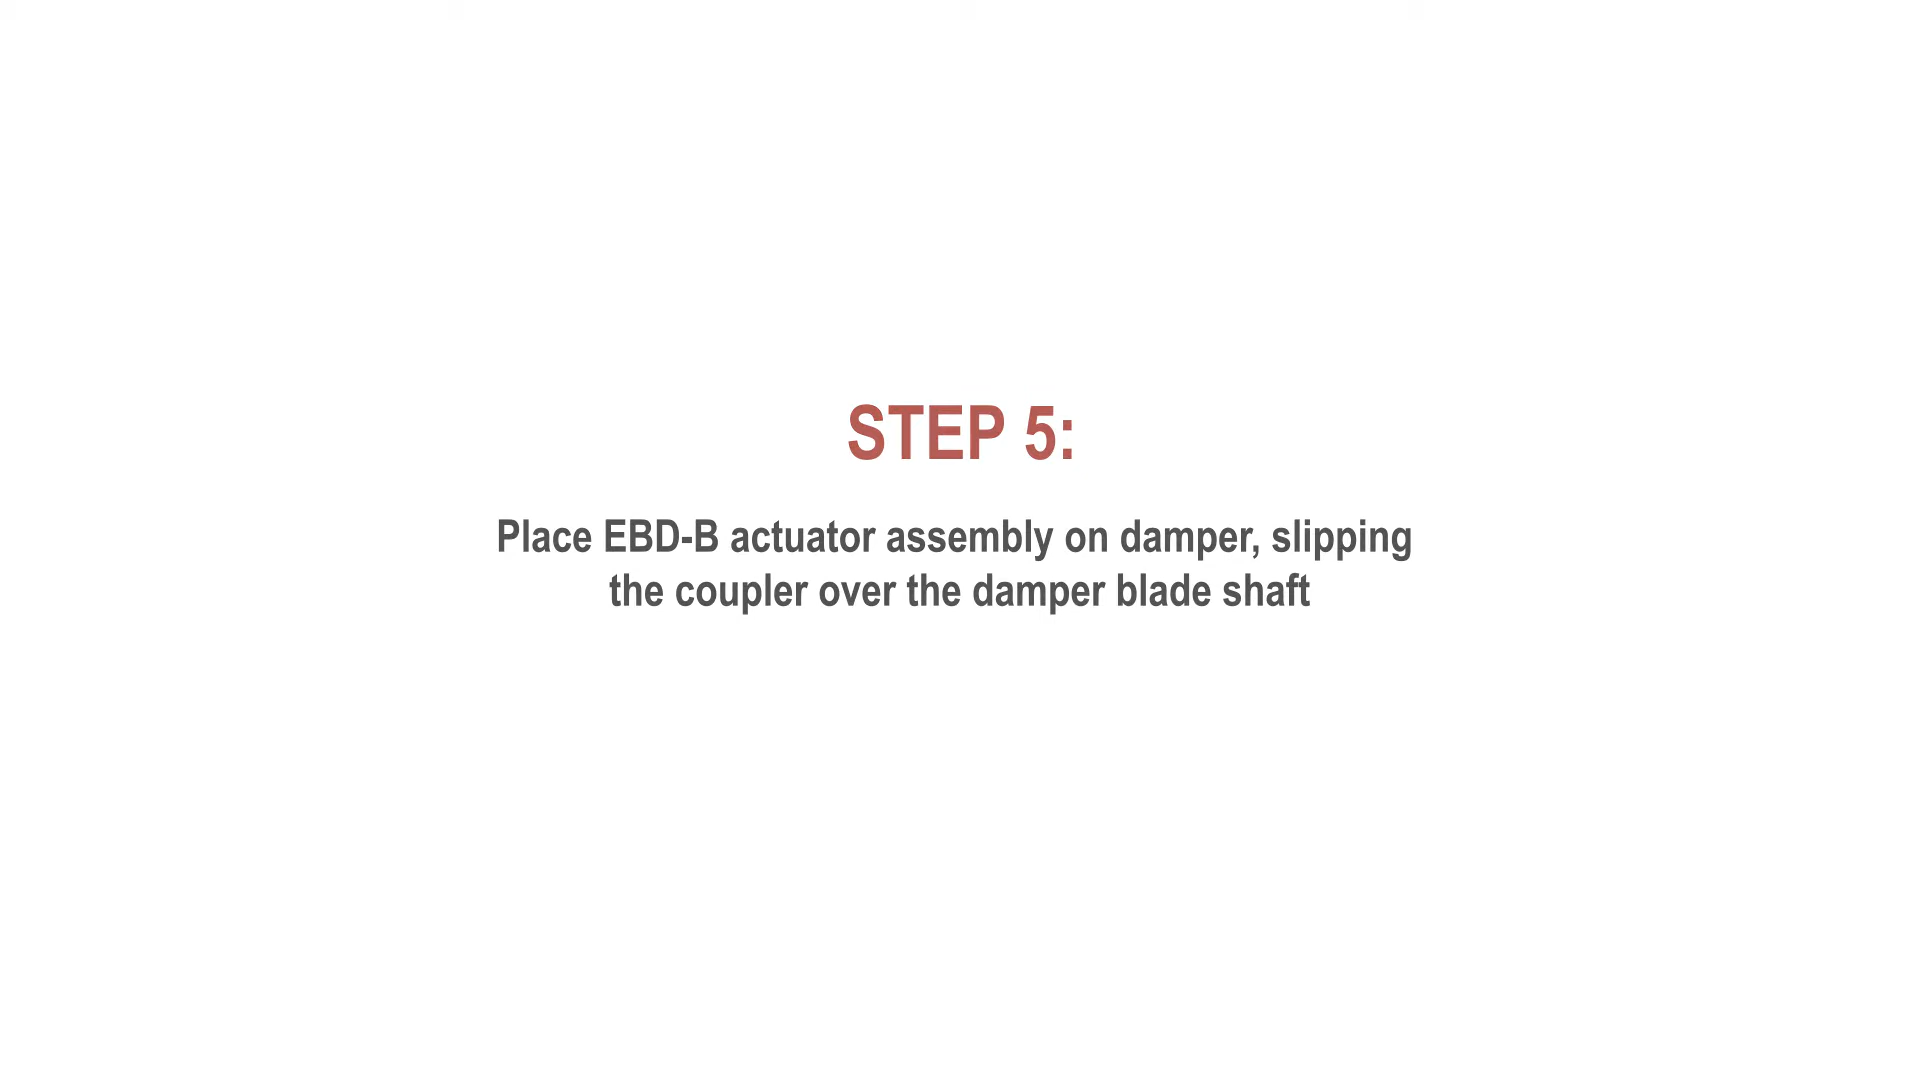 STEP 5:
Place EBD-B actuator assembly on damper, slipping
the coupler over the damper blade shaft